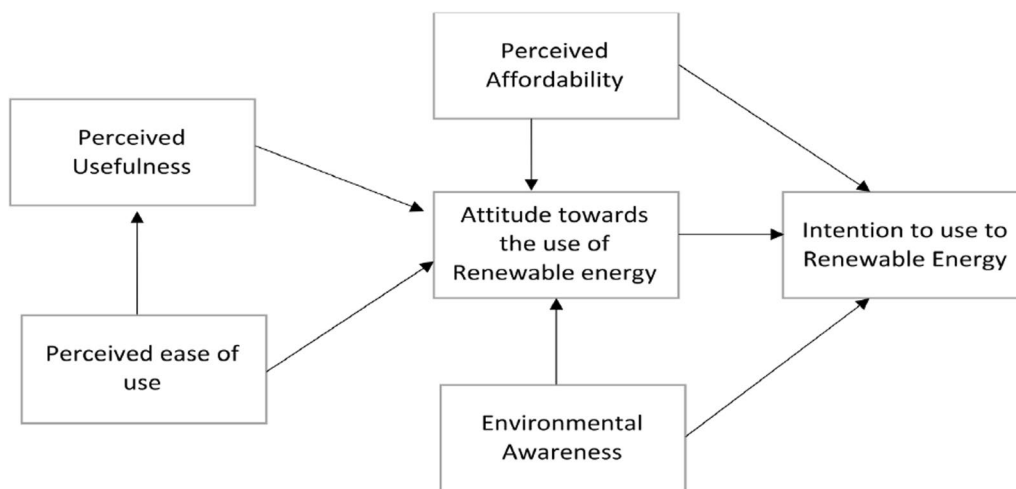 Perceived
Affordability
Perceived
Usefulness
Attitude towards
the use of
Renewable energy
Intention to use to
Renewable Energy
Perceived ease of
use
Environmental
Awareness